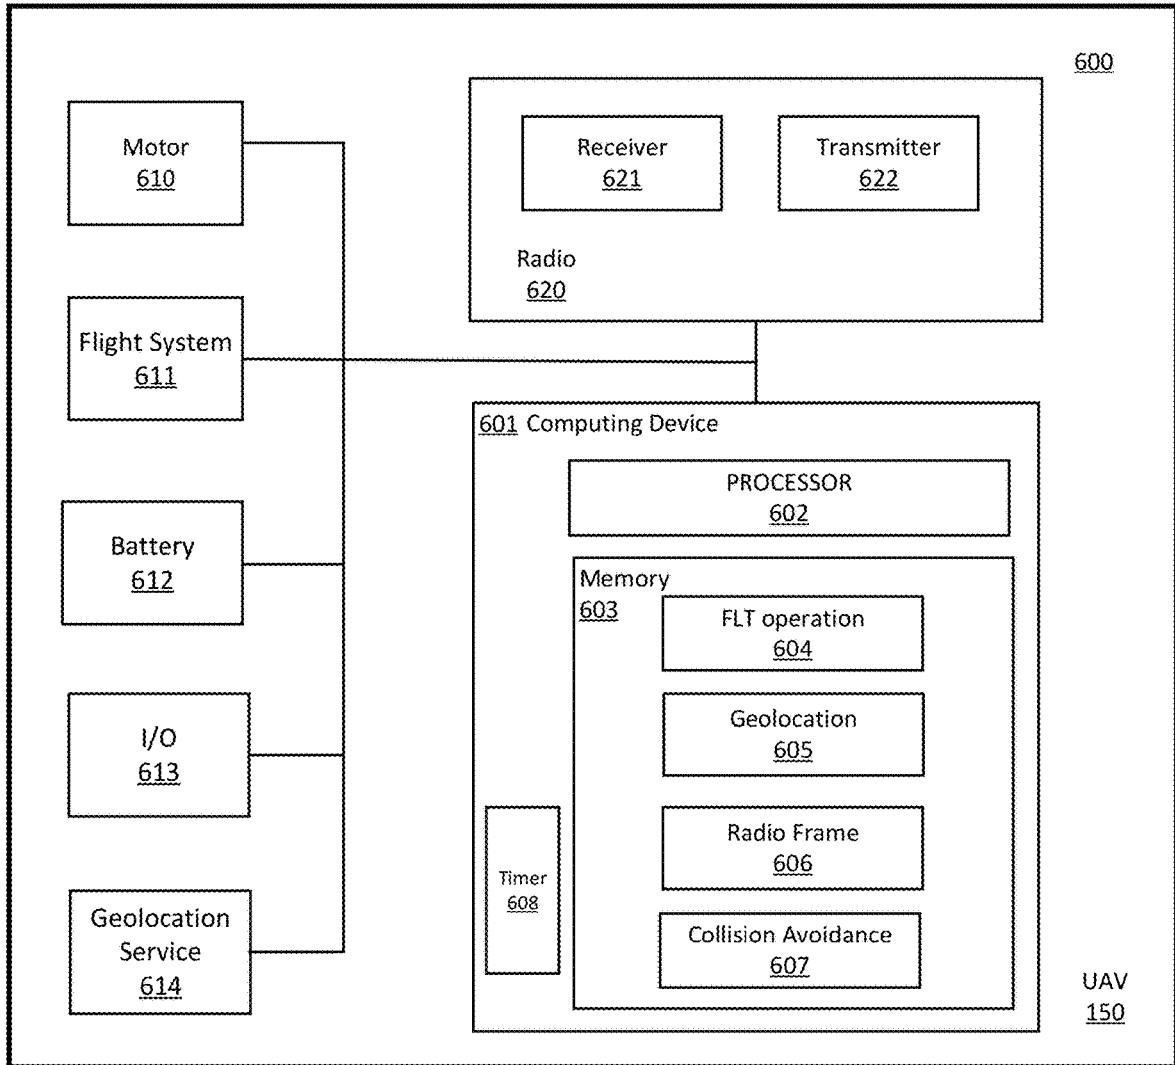 600
Motor
610
Flight System
611
Battery
612
I/O
613
Geolocation
Service
614
Receiver
621
Transmitter
622
Radio
620
601 Computing Device
PROCESSOR
602
Memory
603
FLT operation
604
Geolocation
605
Radio Frame
606
Collision Avoidance
607
Timer
608
UAV
150